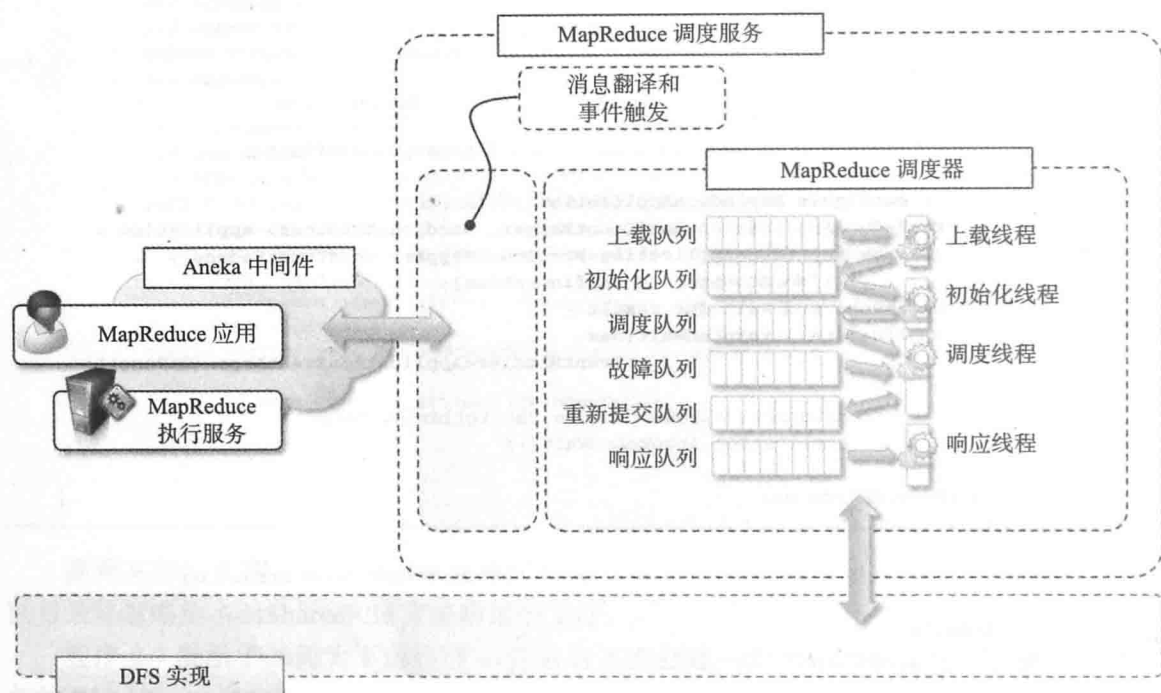 MapReduce 调度服务
消息翻译和
事件触发
MapReduce 调度器
上载队列
上载线程
初始化队列
初始化线程
调度队列
调度线程
故障队列
重新提交队列
响应队列
响应线程
Aneka 中间件
MapReduce 应用
MapReduce
执行服务
DFS 实现